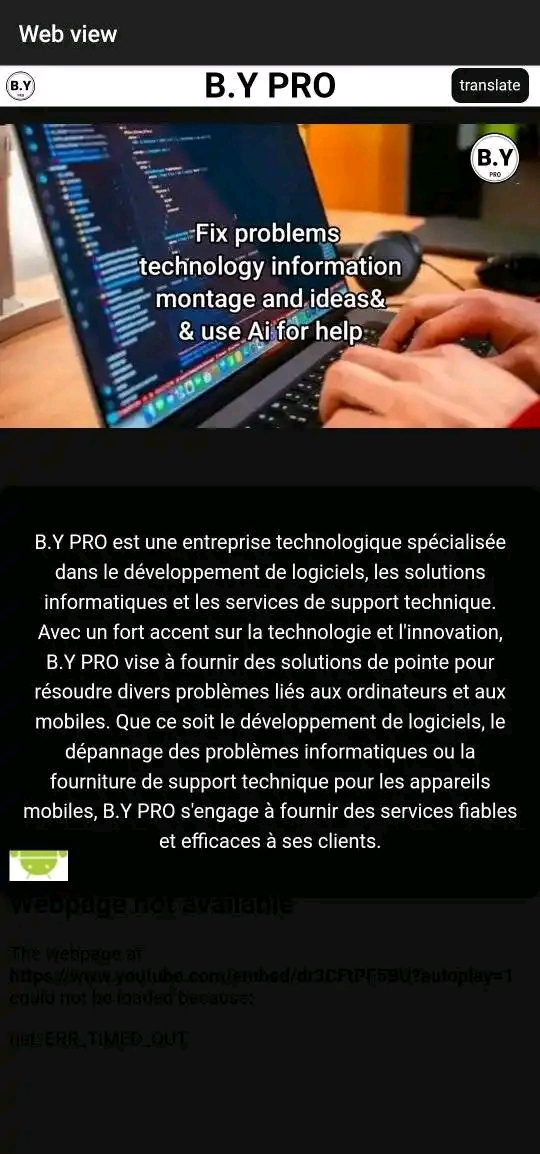 Web view
B.Y
PRO
B.Y PRO
translate
B.Y
PRO
Fix problems
technology information
montage and ideas&
& use Ai for help
B.Y PRO est une entreprise technologique spécialisée
dans le développement de logiciels, les solutions
informatiques et les services de support technique.
Avec un fort accent sur la technologie et l'innovation,
B.Y PRO vise à fournir des solutions de pointe pour
résoudre divers problèmes liés aux ordinateurs et aux
mobiles. Que ce soit le développement de logiciels, le
dépannage des problèmes informatiques ou la
fourniture de support technique pour les appareils
mobiles, B.Y PRO s'engage à fournir des services fiables
et efficaces à ses clients.
Webpage not available
The webpage at
https://www.youtube.com/embed/dr3CFtPF59U?autoplay=1
could not be loaded because:
net::ERR_TIMED_OUT